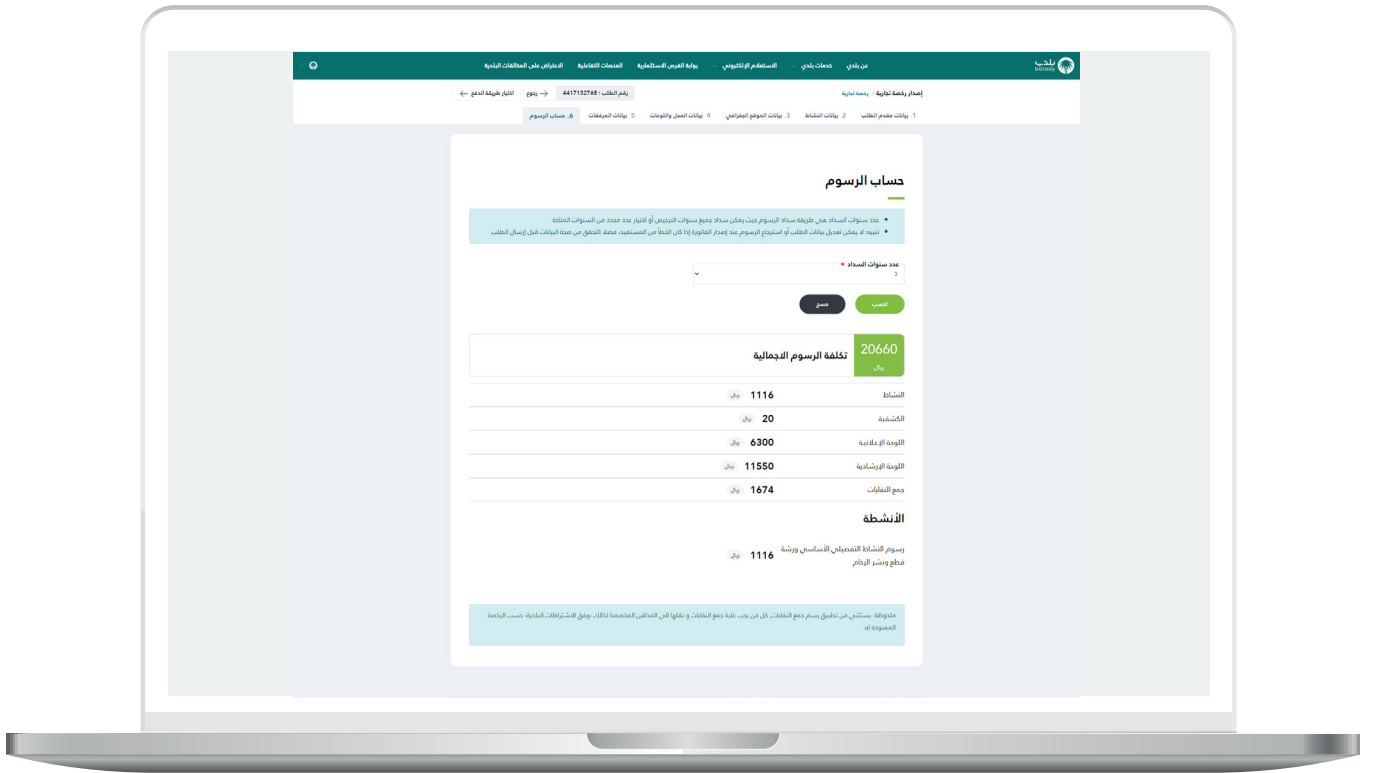 بلدي
balady
عن بلدي خدمات بلدي الاستعلام الإلكتروني بوابة الفرص الاستثمارية المنصات التفاعلية الاعتراض على المخالفات البلدية
إصدار رخصة تجارية / رخصة تجارية
رقم الطلب : 4417132768
رجوع
اختيار طريقة الدفع
1. بيانات مقدم الطلب 2. بيانات النشاط 3. بيانات الموقع الجغرافي 4. بيانات المحل واللوحات 5. بيانات المرفقات 6. حساب الرسوم
حساب الرسوم
عدد سنوات السداد هي طريقة سداد الرسوم حيث يمكن سداد جميع سنوات الترخيص أو اختيار عدد محدد من السنوات المتاحة
تنبيه: لا يمكن تعديل بيانات الطلب أو استرجاع الرسوم عند إصدار الفاتورة إذا كان الخطأ من المستفيد، فضلا التحقق من صحة البيانات قبل إرسال الطلب
عدد سنوات السداد *
3
احسب
مسح
20660
ريال
تكلفة الرسوم الاجمالية
النشاط 1116 ريال
الكشفية 20 ريال
اللوحة الإعلانية 6300 ريال
اللوحة الإرشادية 11550 ريال
جمع النفايات 1674 ريال
الأنشطة
رسوم النشاط التفصيلي الأساسي ورشة
قطع ونشر الرخام
1116 ريال
ملاحظة: يستثنى من تطبيق رسم جمع النفايات, كل من يجب علية جمع النفايات و نقلها الى المدافن المخصصة لذالك -وفق الاشتراطات البلدية- حسب الرخصة
الممنوحة له